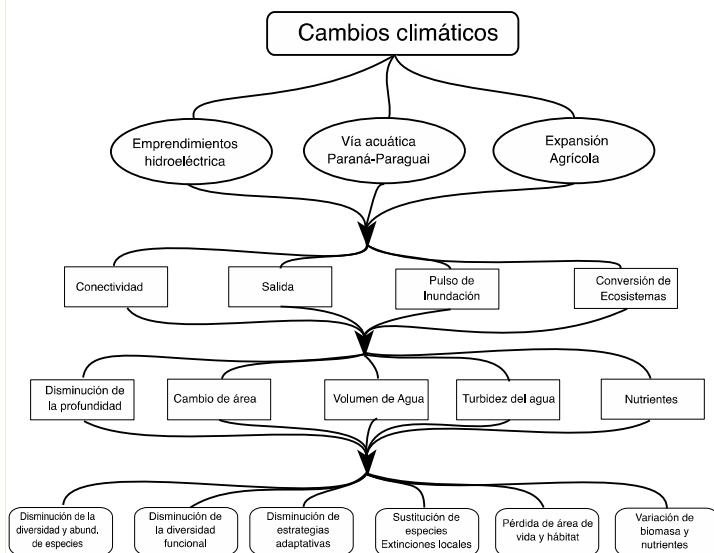 Cambios climáticos
Emprendimientos
hidroeléctrica
Vía acuática
Paraná-Paraguai
Expansión
Agrícola
Conectividad
Salida
Pulso de
Inundación
Conversión de
Ecosistemas
Disminución de
la profundidad
Cambio de área
Volumen de Agua
Turbidez del agua
Nutrientes
Disminución de la
diversidad y abund,
de especies
Disminución de
la diversidad
funcional
Disminución de
estrategias
adaptativas
Sustitución de
especies
Extinciones locales
Pérdida de área de
vida y hábitat
Variación de
biomasa y
nutrientes